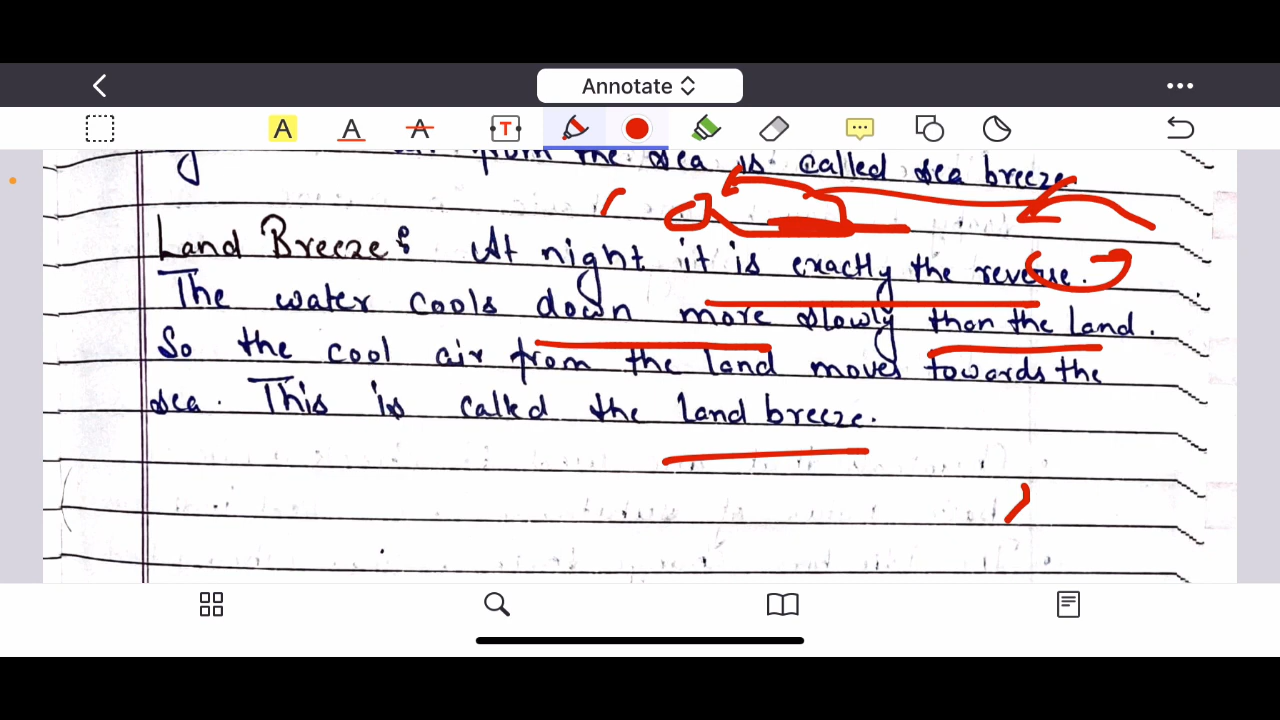 Annotate
A A A T
from the sea is called sea breeze
Land Breeze: At night it is exactly the reverse.
The water cools down more slowly than the land.
So the cool air from the land moves towards the
sea. This is called the land breeze.